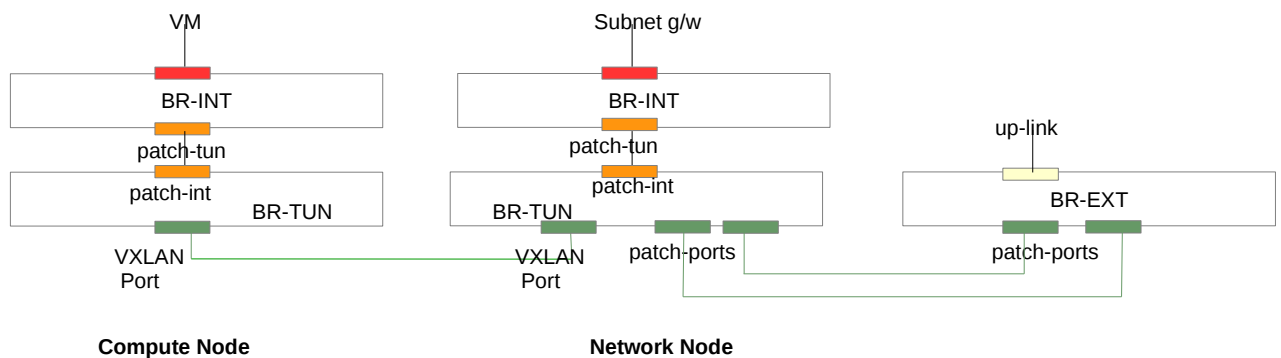 VM
Subnet g/w
BR-INT
BR-INT
up-link
patch-tun
patch-tun
patch-int
patch-int
BR-EXT
BR-TUN
BR-TUN
VXLAN
Port
VXLAN
Port
patch-ports
patch-ports
Compute Node
Network Node